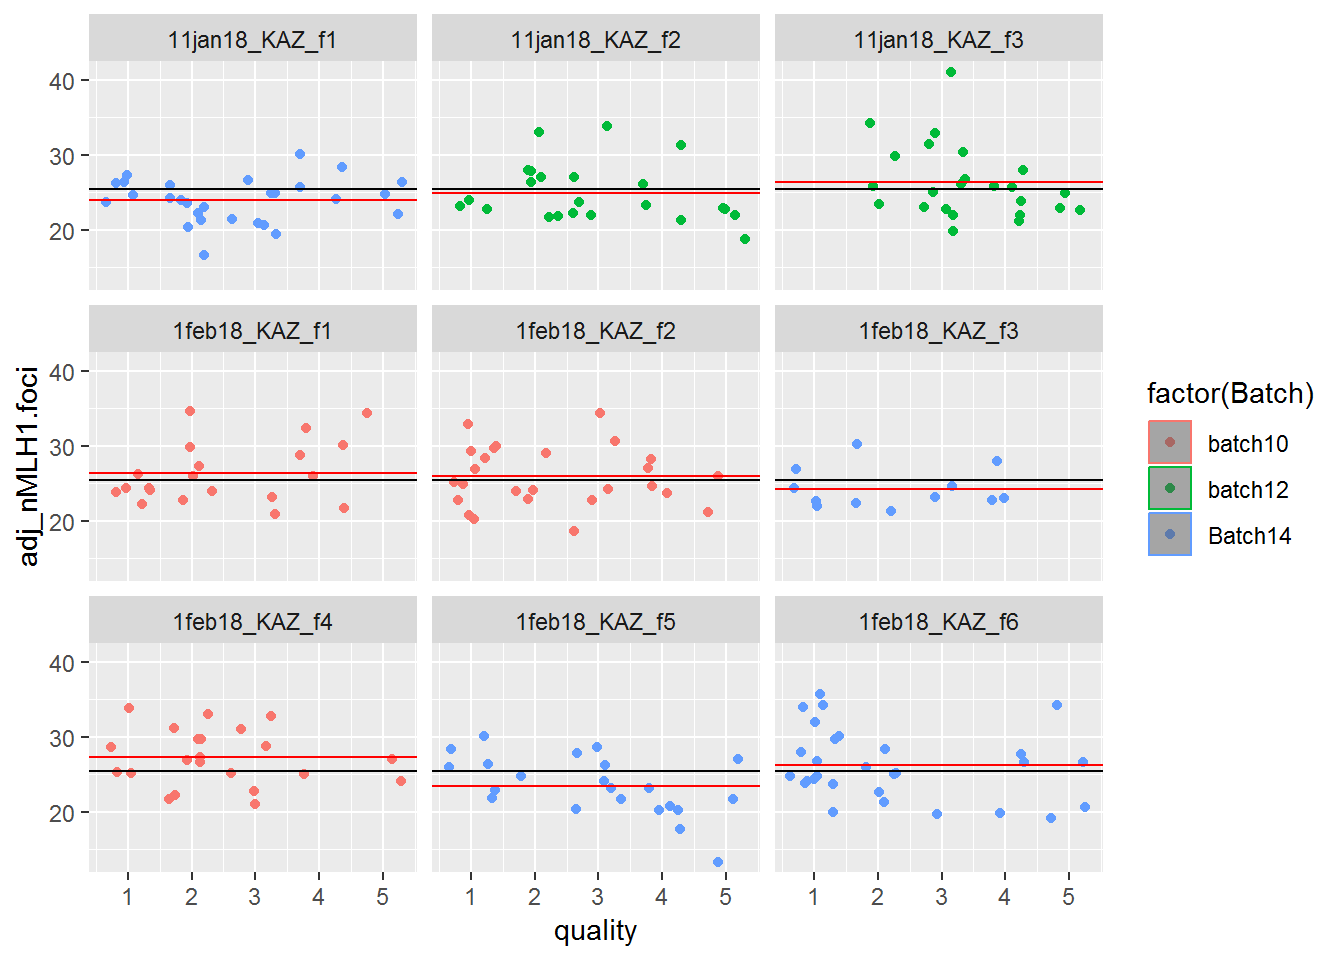 11jan18_KAZ_f1 11jan18_KAZ_f2 11jan18_KAZ_f3
40
30
20
1feb18_KAZ_f1 1feb18_KAZ_f2 1feb18_KAZ_f3
40
30
20
1feb18_KAZ_f4 1feb18_KAZ_f5 1feb18_KAZ_f6
40
30
20
1 2 3 4 5 1 2 3 4 5 1 2 3 4 5
quality
adj_nMLH1.foci
factor(Batch)
batch10
batch12
Batch14